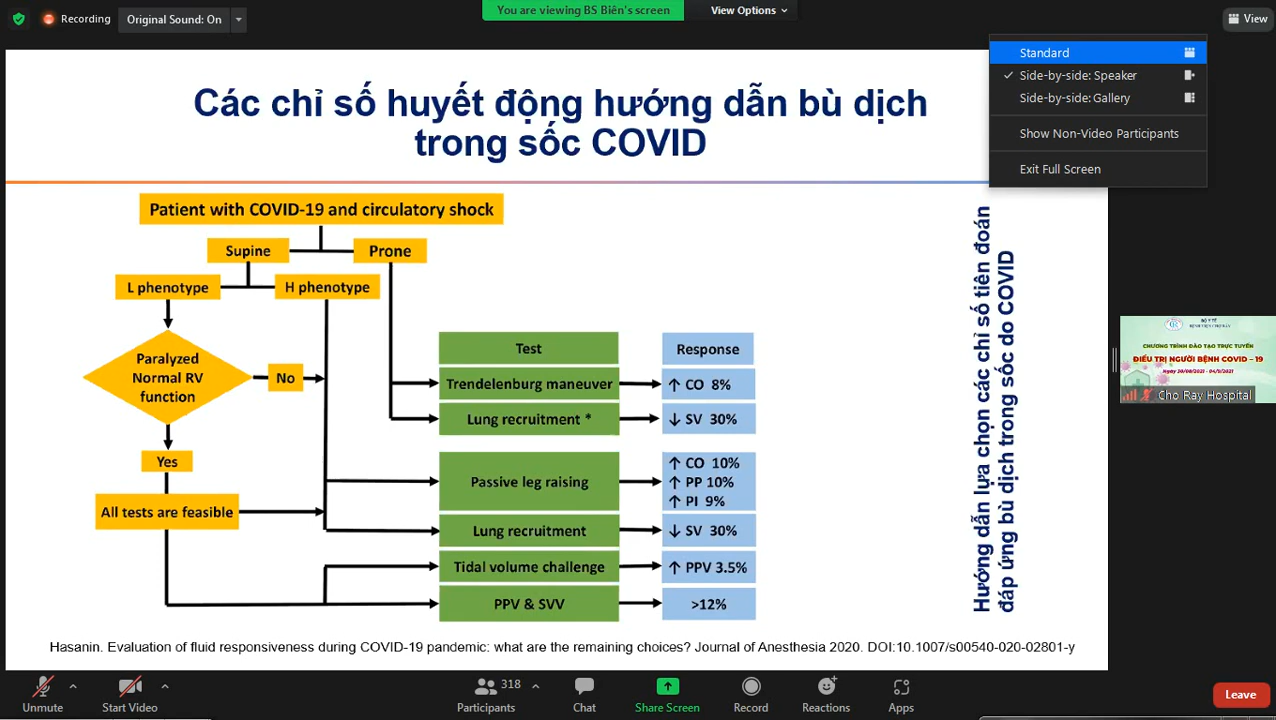 Recording
Original Sound: On
You are viewing BS Biên's screen
View Options
View
Standard
Side-by-side: Speaker
Side-by-side: Gallery
Show Non-Video Participants
Exit Full Screen
Các chỉ số huyết động hướng dẫn bù dịch
trong sốc COVID
Patient with COVID-19 and circulatory shock
Supine
Prone
L phenotype
H phenotype
Paralyzed
Normal RV
function
No
Yes
All tests are feasible
Test
Response
Trendelenburg maneuver
↑ CO 8%
Lung recruitment *
↓ SV 30%
Passive leg raising
↑ CO 10%
↑ PP 10%
↑ PI 9%
Lung recruitment
↓ SV 30%
Tidal volume challenge
↑ PPV 3.5%
PPV & SVV
>12%
Hướng dẫn lựa chọn các chỉ số tiên đoán
đáp ứng bù dịch trong sốc do COVID
Hasanin. Evaluation of fluid responsiveness during COVID-19 pandemic: what are the remaining choices? Journal of Anesthesia 2020. DOI:10.1007/s00540-020-02801-y
BỘ Y TẾ
BỆNH VIỆN CHỢ RẪY
CHƯƠNG TRÌNH ĐÀO TẠO TRỰC TUYẾN
ĐIỀU TRỊ NGƯỜI BỆNH COVID – 19
Cho Ray Hospital
Unmute
Start Video
318
Participants
Chat
Share Screen
Record
Reactions
Apps
Leave